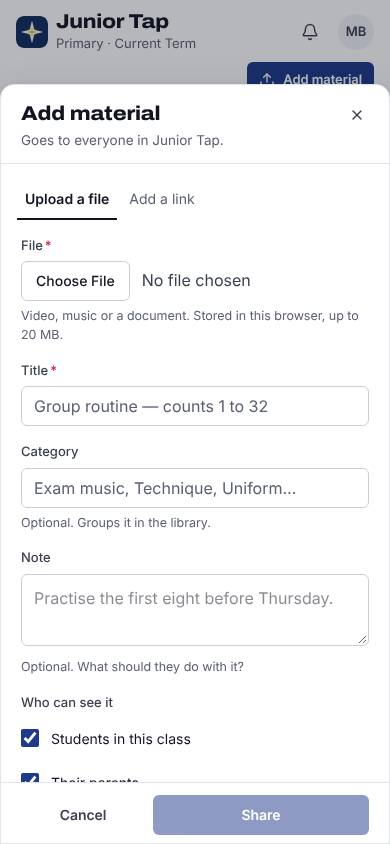 Junior Tap
Primary · Current Term
MB
Add material
Add material
Goes to everyone in Junior Tap.
Upload a file
Add a link
File*
Choose File
No file chosen
Video, music or a document. Stored in this browser, up to
20 MB.
Title*
Group routine — counts 1 to 32
Category
Exam music, Technique, Uniform...
Optional. Groups it in the library.
Note
Practise the first eight before Thursday.
Optional. What should they do with it?
Who can see it
Students in this class
Their parents
Cancel
Share